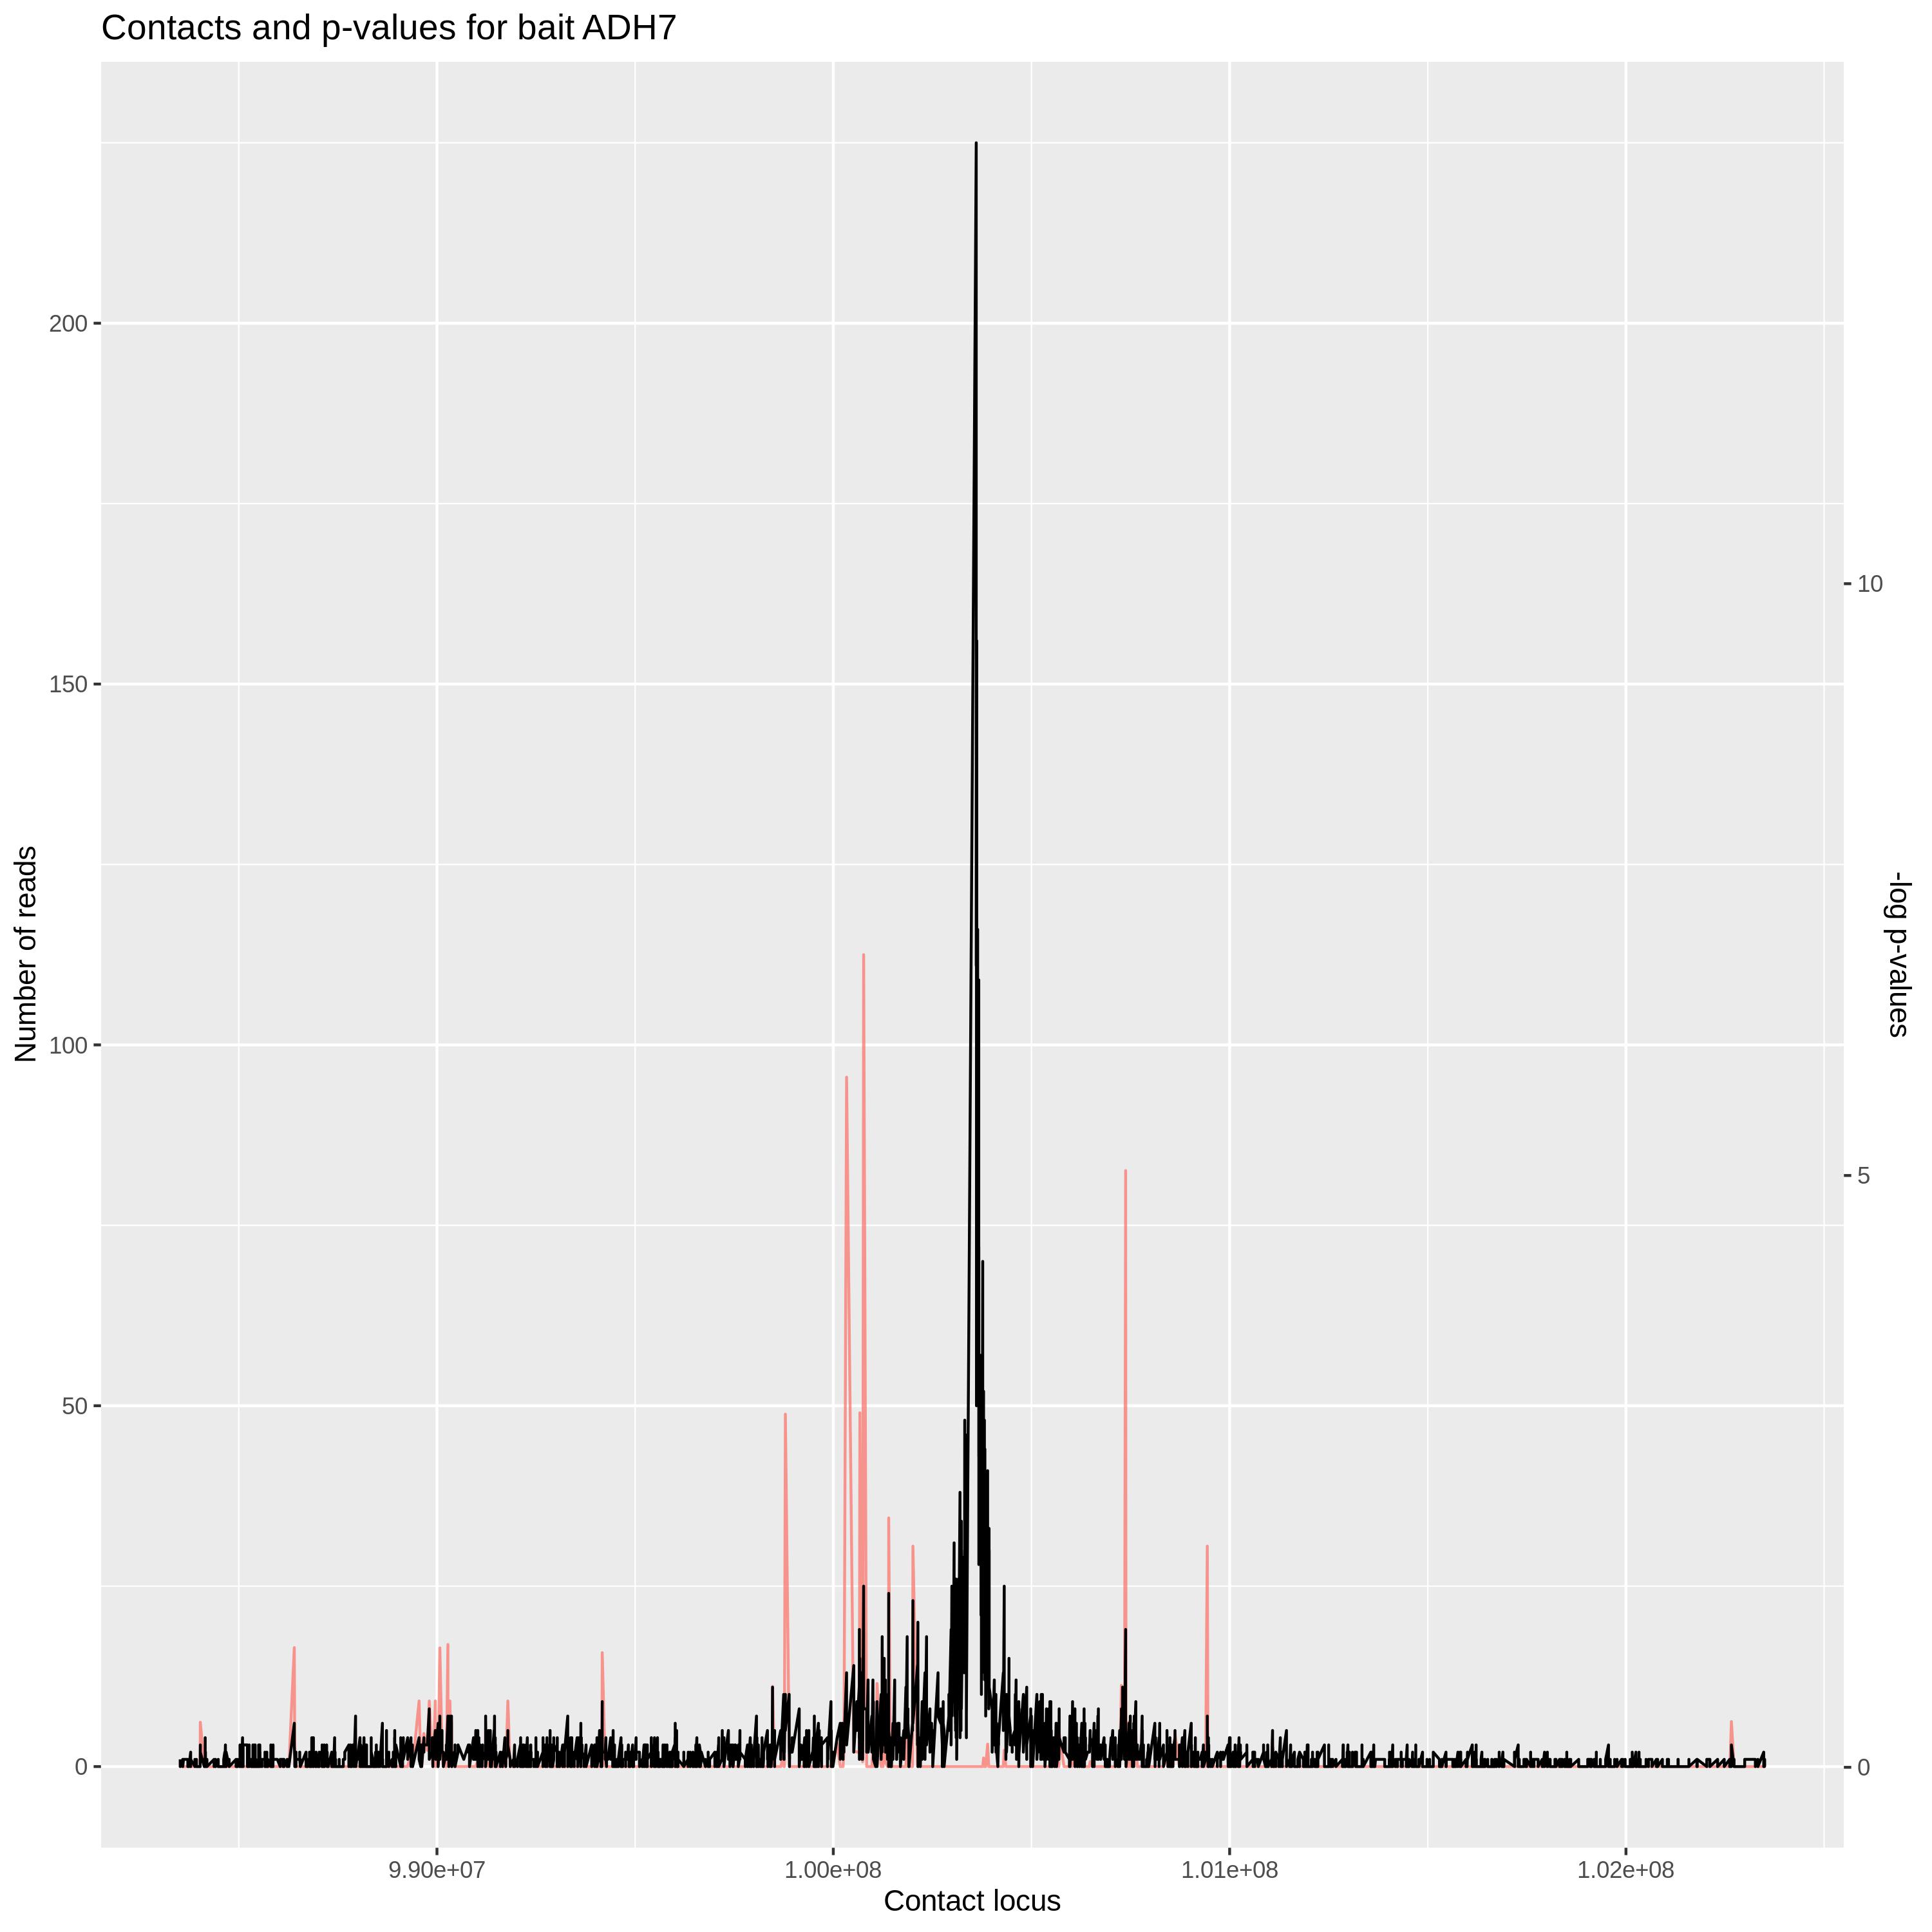 Contacts and p-values for bait ADH7
Number of reads
200
150
100
50
0
10
5
0
-log p-values
9.90e+07
1.00e+08
1.01e+08
1.02e+08
Contact locus